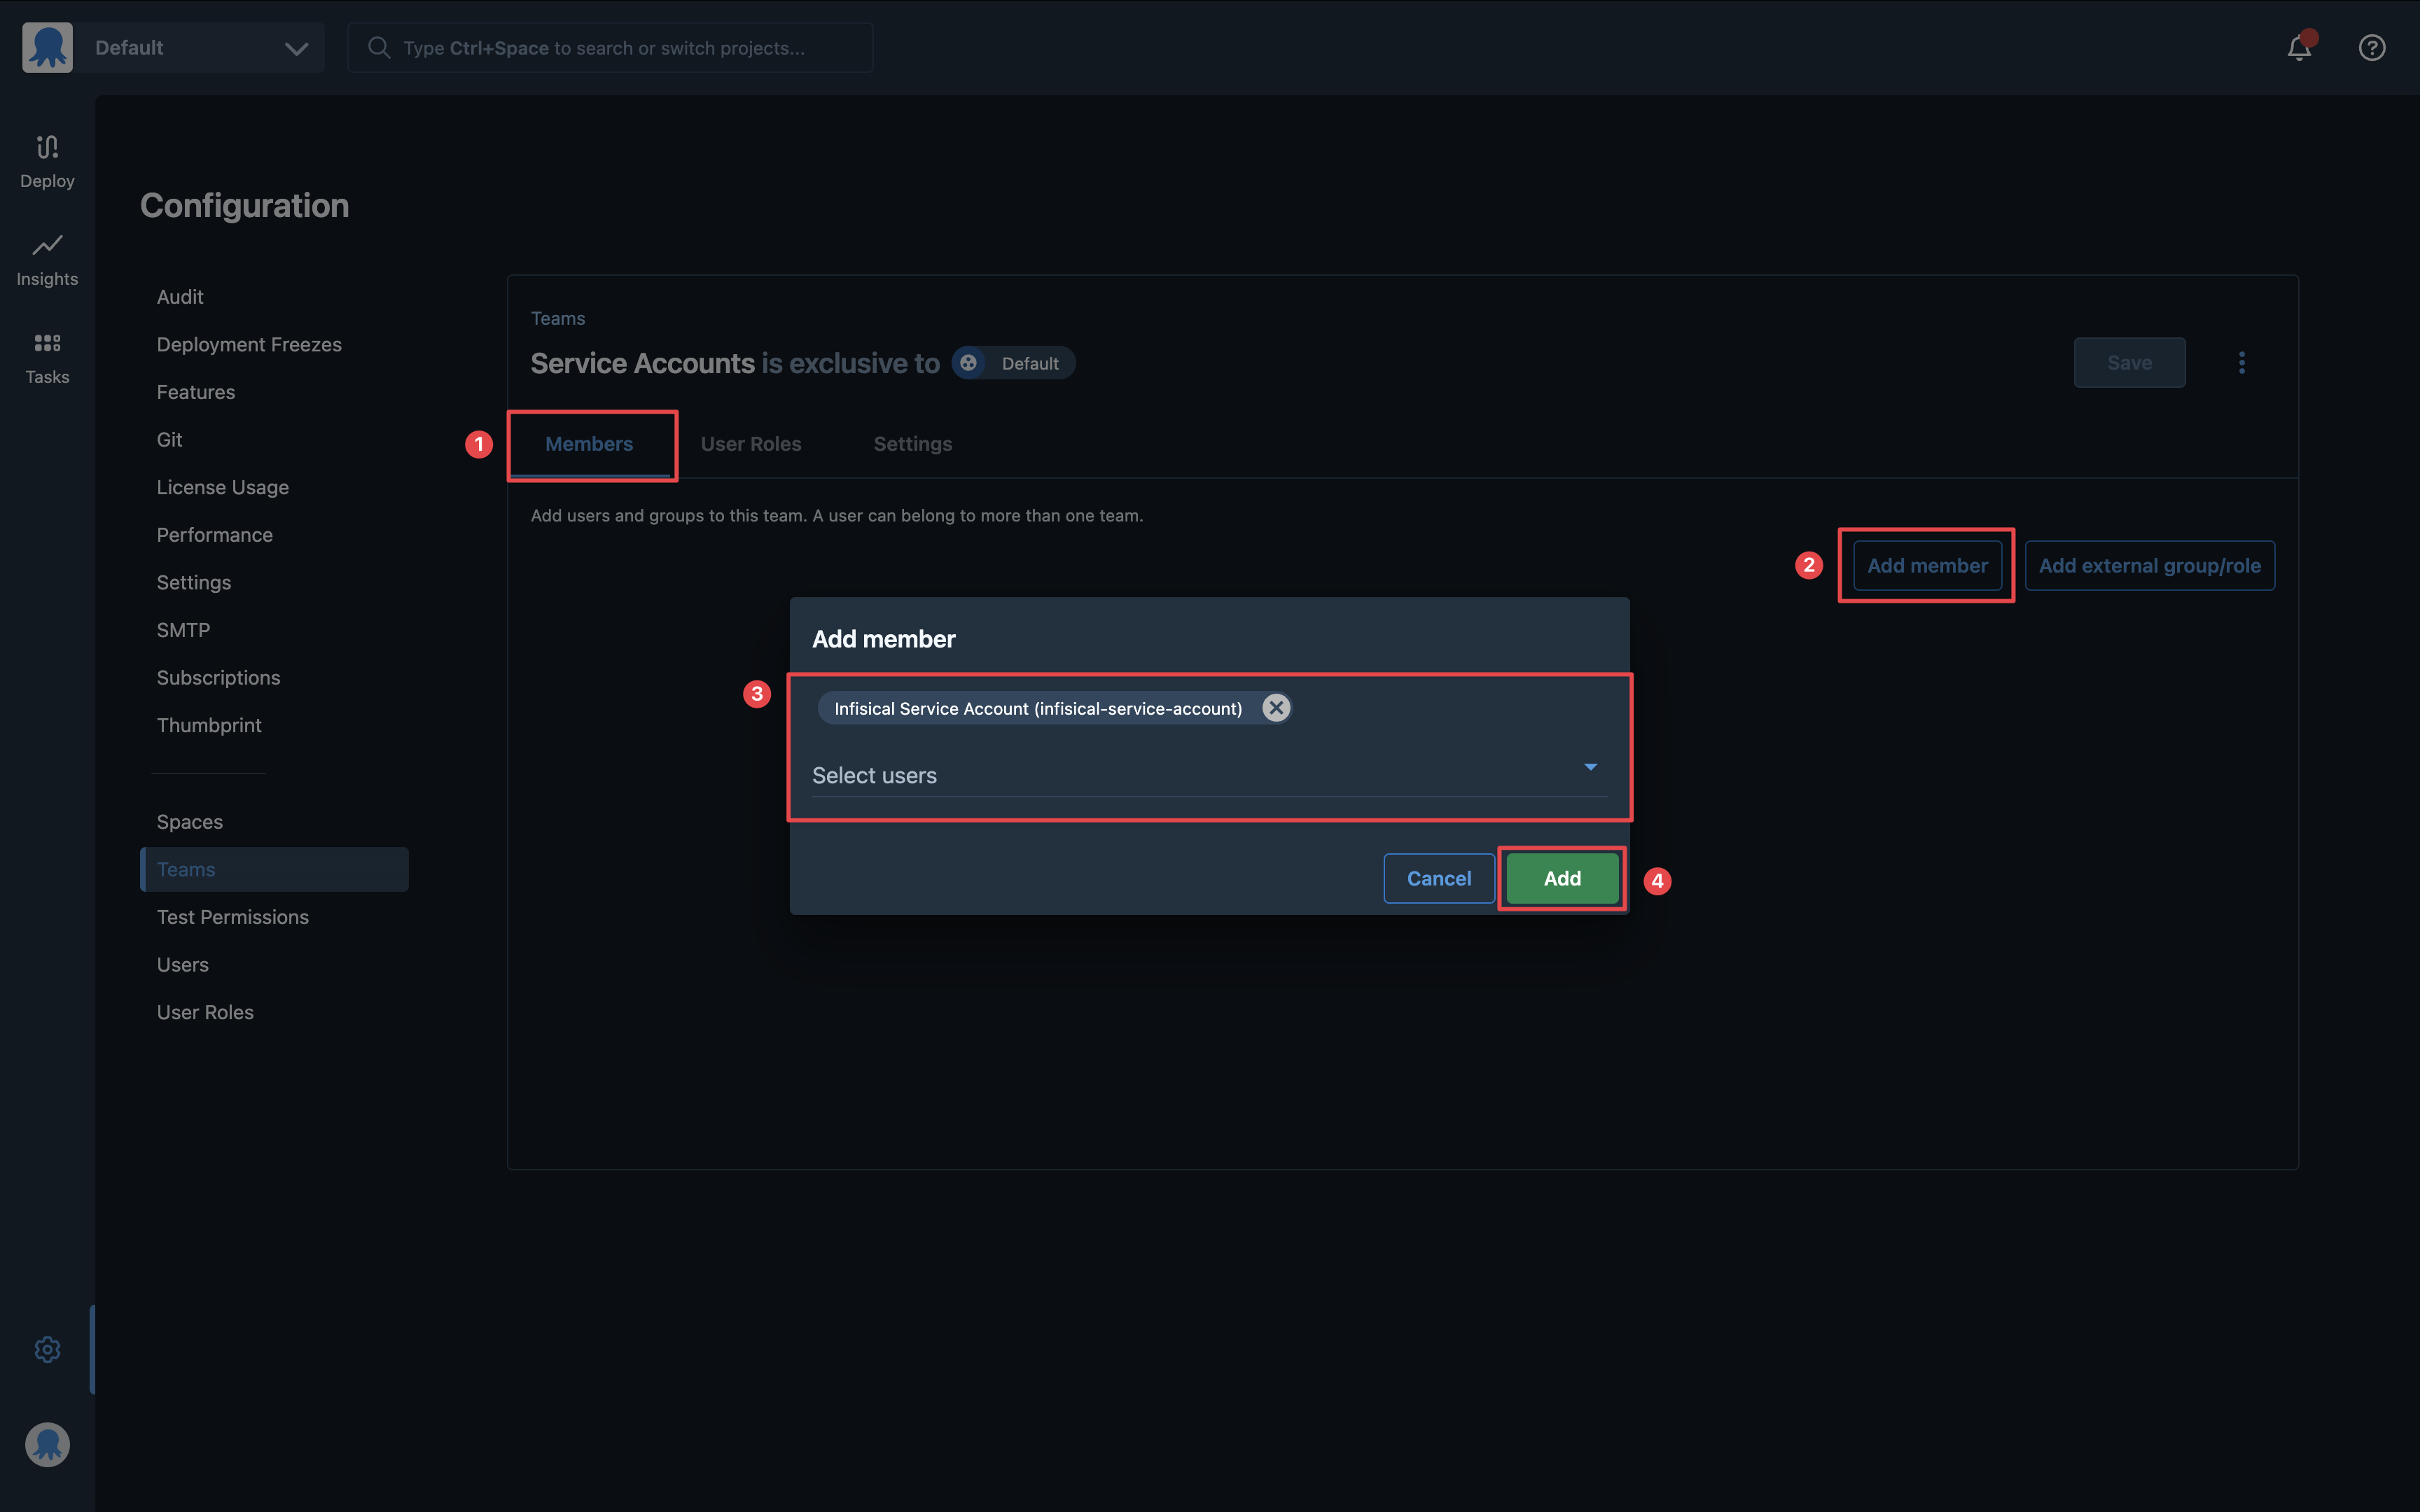 Default
Type Ctrl+Space to search or switch projects...
Deploy
Insights
Tasks
Configuration
Audit
Deployment Freezes
Features
Git
License Usage
Performance
Settings
SMTP
Subscriptions
Thumbprint
Spaces
Teams
Test Permissions
Users
User Roles
Teams
Service Accounts is exclusive to Default
Save
1
Members
User Roles
Settings
Add users and groups to this team. A user can belong to more than one team.
2
Add member
Add external group/role
Add member
3
Infisical Service Account (infisical-service-account)
Select users
Cancel
Add
4